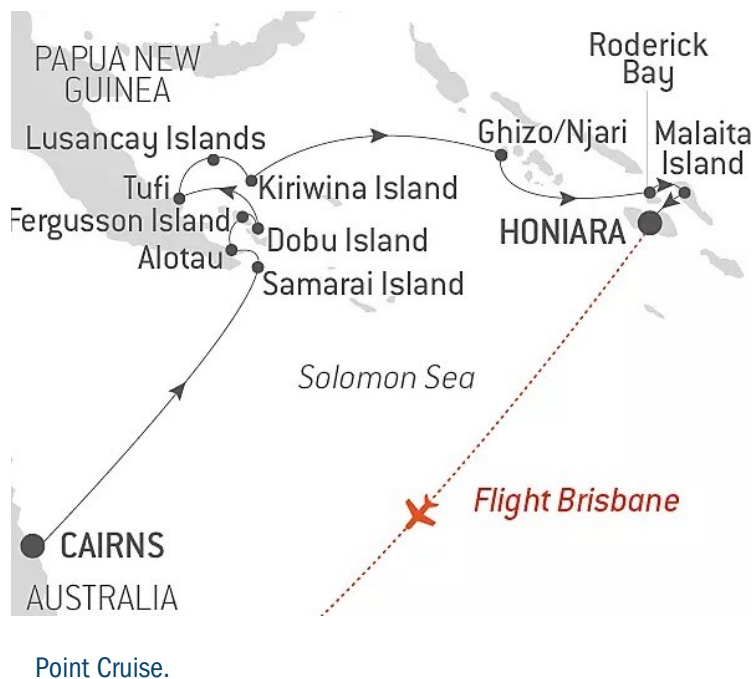 PAPUA NEW
GUINEA
Roderick
Bay
Lusancay Islands
Ghizo/Njari
Malaita
Island
Tufi
Kiriwina Island
Fergusson Island
Dobu Island
HONIARA
Alotau
Samarai Island
Solomon Sea
Flight Brisbane
CAIRNS
AUSTRALIA
Point Cruise.